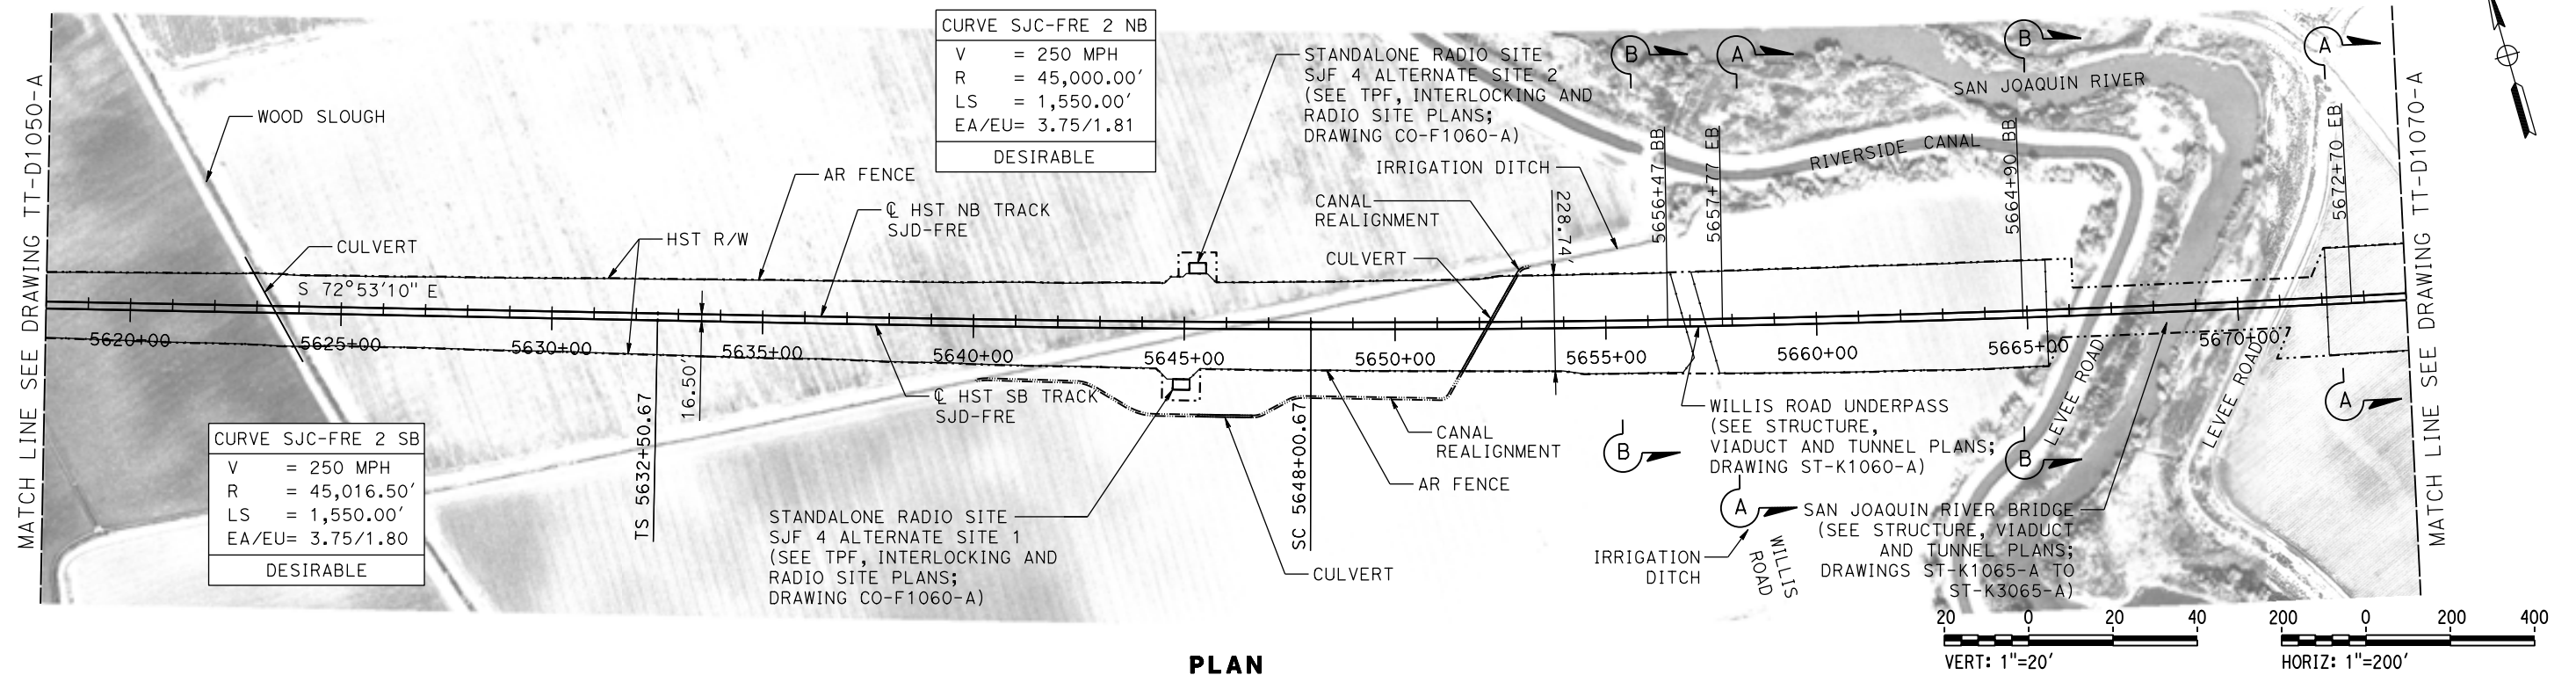 MATCH LINE SEE DRAWING TT-D1050-A
WOOD SLOUGH
CULVERT
S 72°53'10" E
CURVE SJC-FRE 2 NB
V = 250 MPH
R = 45,000.00'
LS = 1,550.00'
EA/EU= 3.75/1.81
DESIRABLE
AR FENCE
℄ HST NB TRACK
SJD-FRE
HST R/W
STANDALONE RADIO SITE
SJF 4 ALTERNATE SITE 2
(SEE TPF, INTERLOCKING AND
RADIO SITE PLANS;
DRAWING CO-F1060-A)
IRRIGATION DITCH
CANAL
REALIGNMENT
CULVERT
228.74'
B
A
B
A
SAN JOAQUIN RIVER
RIVERSIDE CANAL
5656+47 BB
5657+77 EB
5664+90 BB
5672+70 EB
MATCH LINE SEE DRAWING TT-D1070-A
5620+00
5625+00
5630+00
5635+00
5640+00
5645+00
5650+00
5655+00
5660+00
5665+00
5670+00
CURVE SJC-FRE 2 SB
V = 250 MPH
R = 45,016.50'
LS = 1,550.00'
EA/EU= 3.75/1.80
DESIRABLE
TS 5632+50.67
16.50'
℄ HST SB TRACK
SJD-FRE
STANDALONE RADIO SITE
SJF 4 ALTERNATE SITE 1
(SEE TPF, INTERLOCKING AND
RADIO SITE PLANS;
DRAWING CO-F1060-A)
SC 5648+00.67
CULVERT
CANAL
REALIGNMENT
AR FENCE
WILLIS ROAD UNDERPASS
(SEE STRUCTURE,
VIADUCT AND TUNNEL PLANS;
DRAWING ST-K1060-A)
B
A
B
A
LEVEE ROAD
LEVEE ROAD
IRRIGATION
DITCH
WILLIS
ROAD
SAN JOAQUIN RIVER BRIDGE
(SEE STRUCTURE, VIADUCT
AND TUNNEL PLANS;
DRAWINGS ST-K1065-A TO
ST-K3065-A)
20 0 20 40
VERT: 1"=20'
200 0 200 400
HORIZ: 1"=200'
PLAN